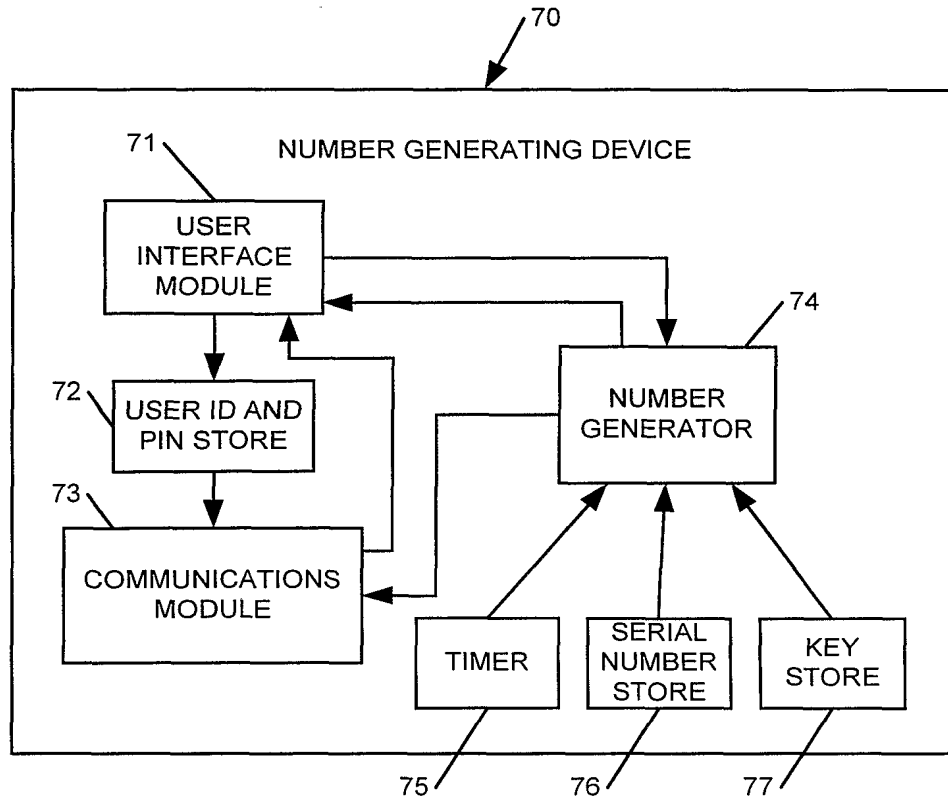 70
NUMBER GENERATING DEVICE
71
USER
INTERFACE
MODULE
74
NUMBER
GENERATOR
72
USER ID AND
PIN STORE
73
COMMUNICATIONS
MODULE
TIMER
SERIAL
NUMBER
STORE
KEY
STORE
75
76
77